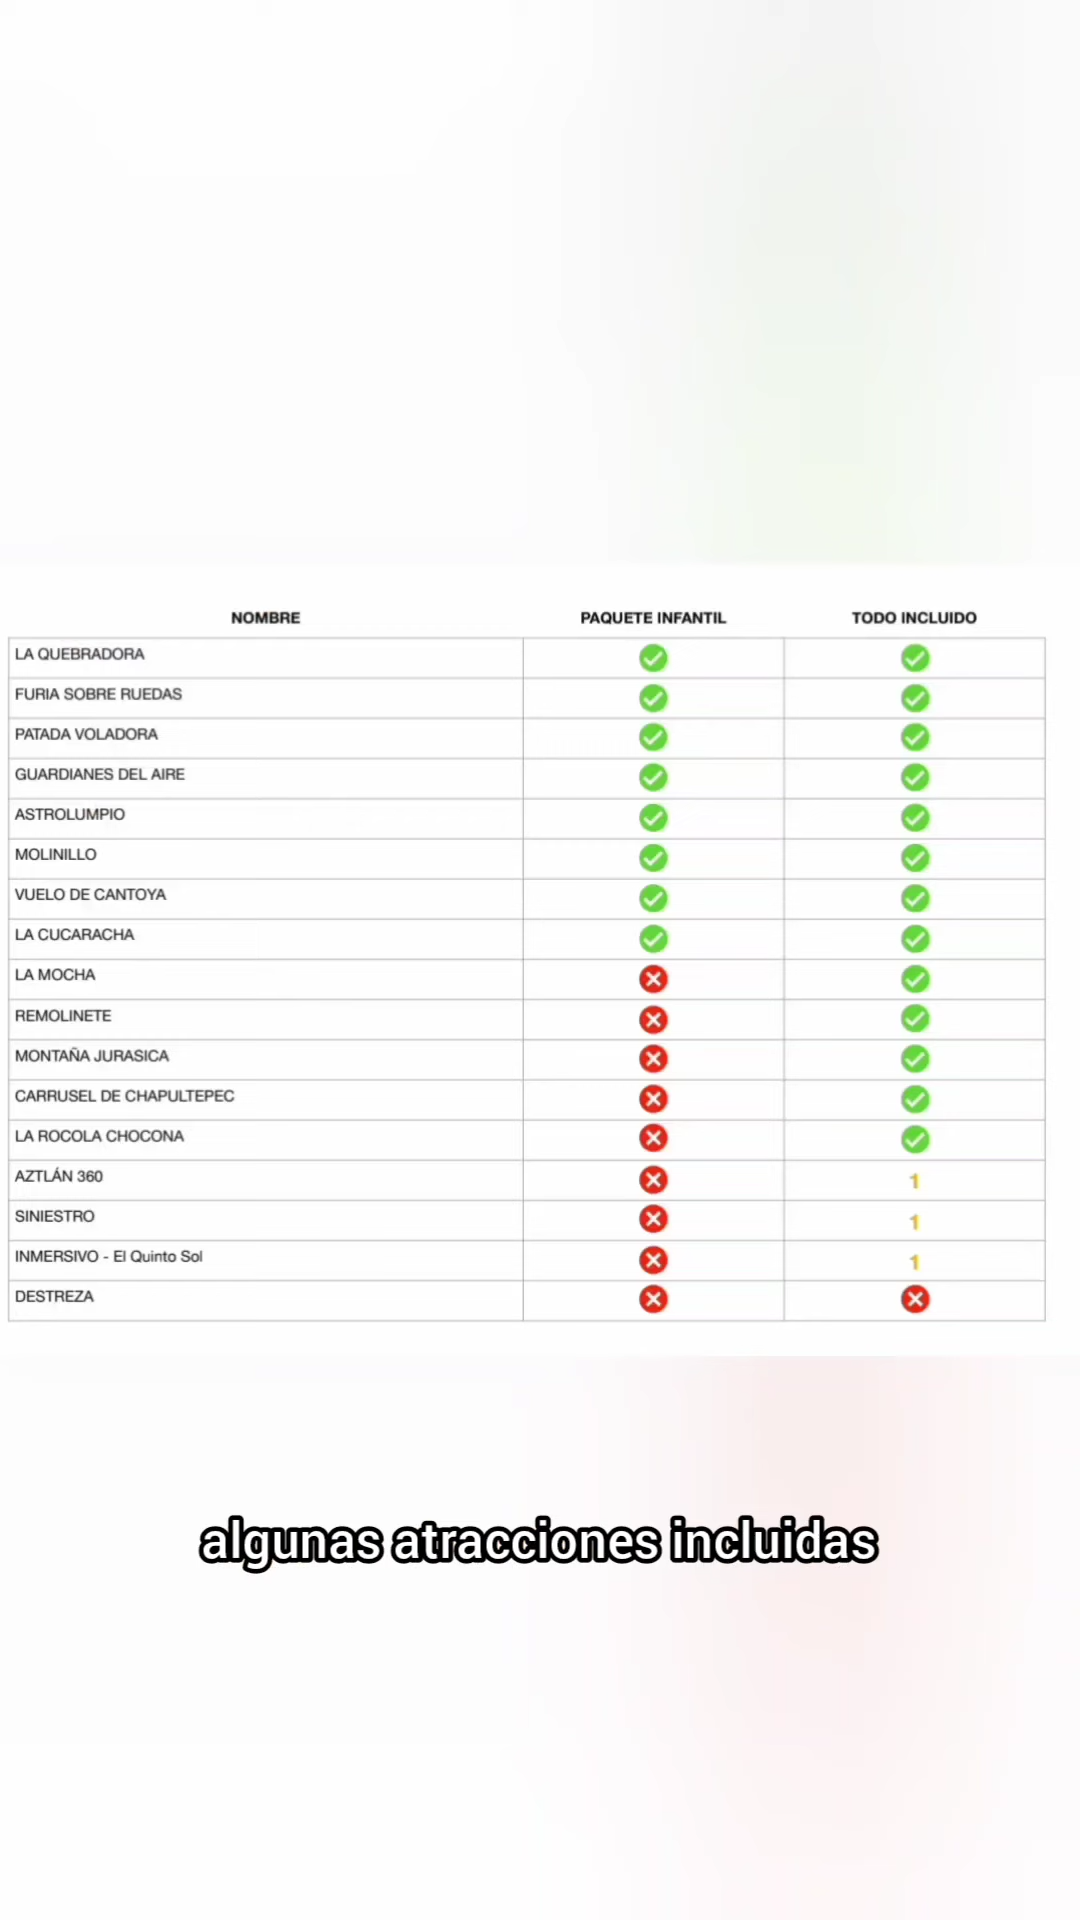 NOMBRE PAQUETE INFANTIL TODO INCLUIDO
LA QUEBRADORA
FURIA SOBRE RUEDAS
PATADA VOLADORA
GUARDIANES DEL AIRE
ASTROLUMPIO
MOLINILLO
VUELO DE CANTOYA
LA CUCARACHA
LA MOCHA
REMOLINETE
MONTAÑA JURASICA
CARRUSEL DE CHAPULTEPEC
LA ROCOLA CHOCONA
AZTLÁN 360 1
SINIESTRO 1
INMERSIVO - El Quinto Sol 1
DESTREZA
algunas atracciones incluidas